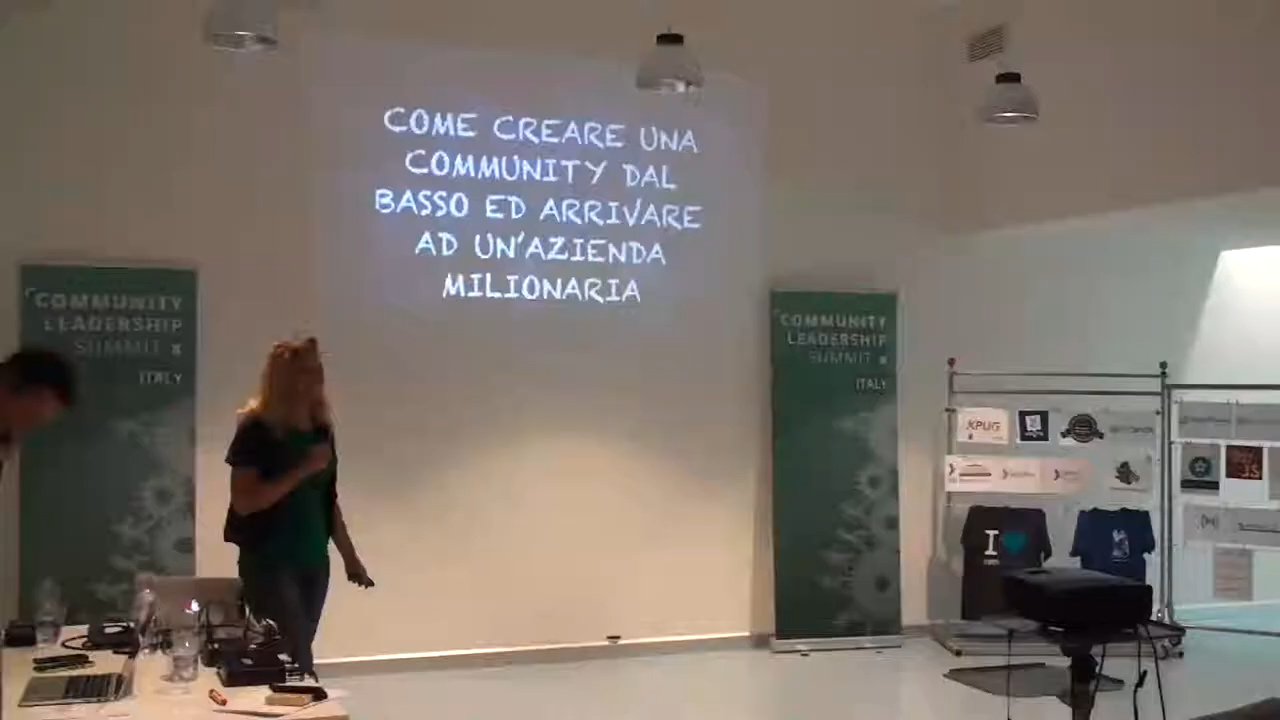 COME CREARE UNA
COMMUNITY DAL
BASSO ED ARRIVARE
AD UN'AZIENDA
MILIONARIA
COMMUNITY
LEADERSHIP
SUMMIT X
ITALY
COMMUNITY
LEADERSHIP
SUMMIT X
ITALY
XPUG
JS
I